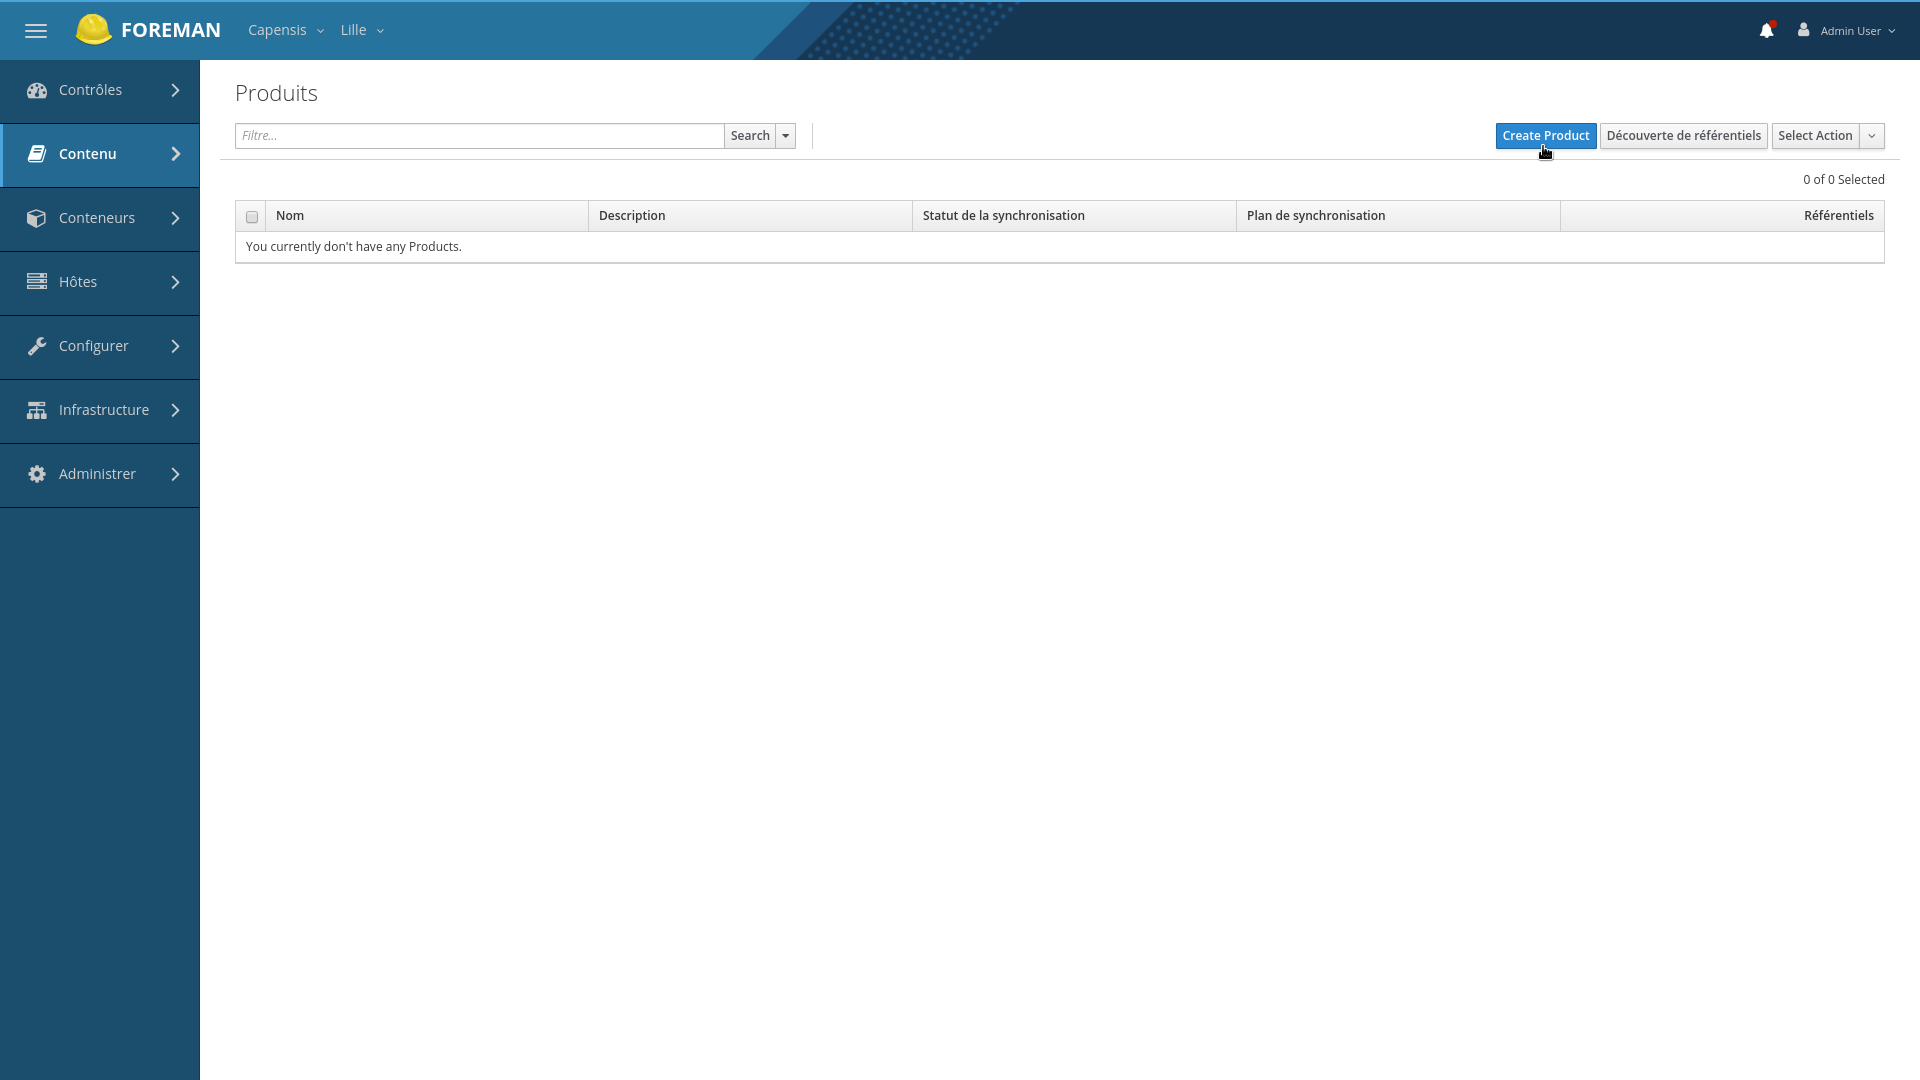 FOREMAN Capensis Lille Admin User
Contrôles
Contenu
Conteneurs
Hôtes
Configurer
Infrastructure
Administrer
Produits
Filtre... Search Create Product Découverte de référentiels Select Action
0 of 0 Selected
Nom Description Statut de la synchronisation Plan de synchronisation Référentiels
You currently don't have any Products.